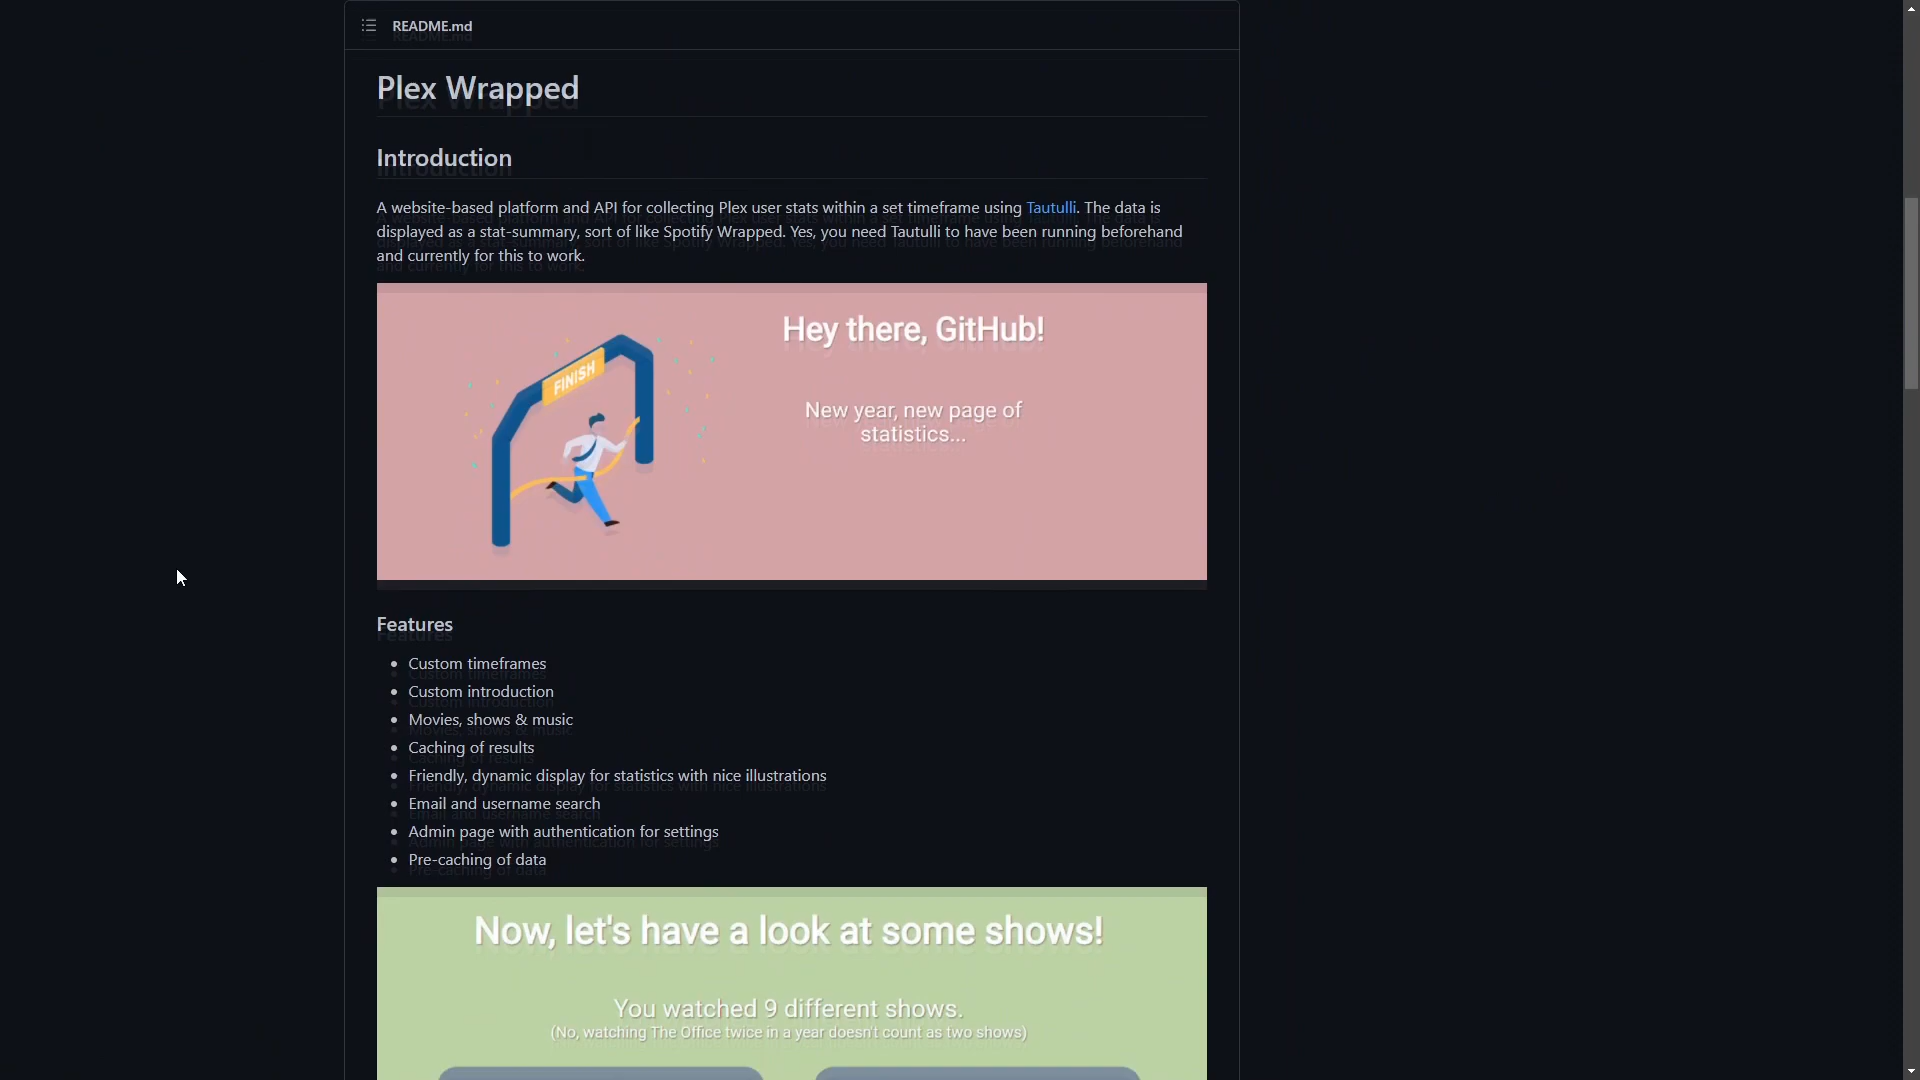 README.md
Plex Wrapped
Introduction
A website-based platform and API for collecting Plex user stats within a set timeframe using Tautulli. The data is
displayed as a stat-summary, sort of like Spotify Wrapped. Yes, you need Tautulli to have been running beforehand
and currently for this to work.
FINISH
Hey there, GitHub!
New year, new page of
statistics...
Features
Custom timeframes
Custom introduction
Movies, shows & music
Caching of results
Friendly, dynamic display for statistics with nice illustrations
Email and username search
Admin page with authentication for settings
Pre-caching of data
Now, let's have a look at some shows!
You watched 9 different shows.
(No, watching The Office twice in a year doesn't count as two shows)